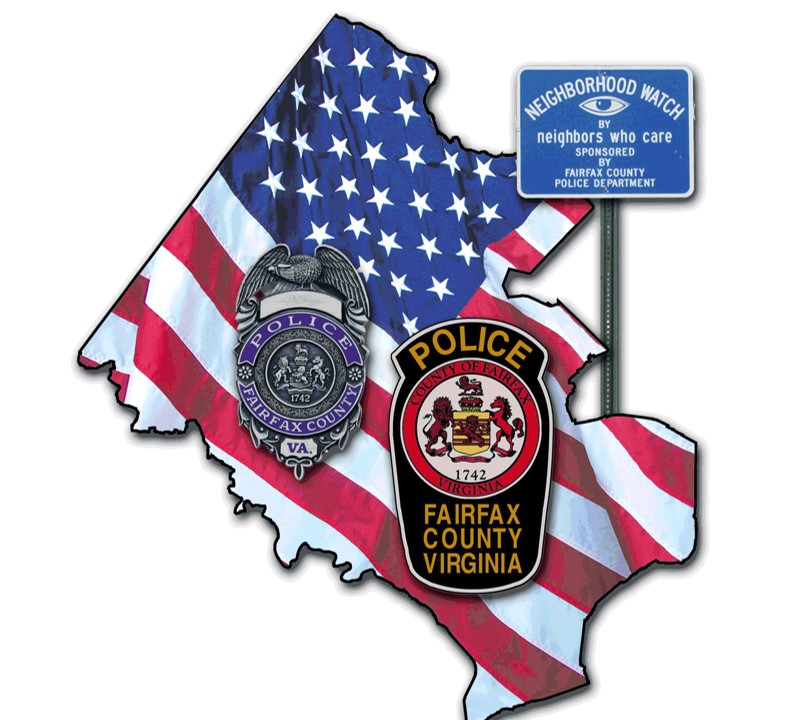 NEIGHBORHOOD WATCH
BY
neighbors who care
SPONSORED
BY
FAIRFAX COUNTY
POLICE DEPARTMENT
POLICE
1742
FAIRFAX COUNTY
VA.
POLICE
COUNTY OF FAIRFAX
1742
VIRGINIA
FAIRFAX
COUNTY
VIRGINIA